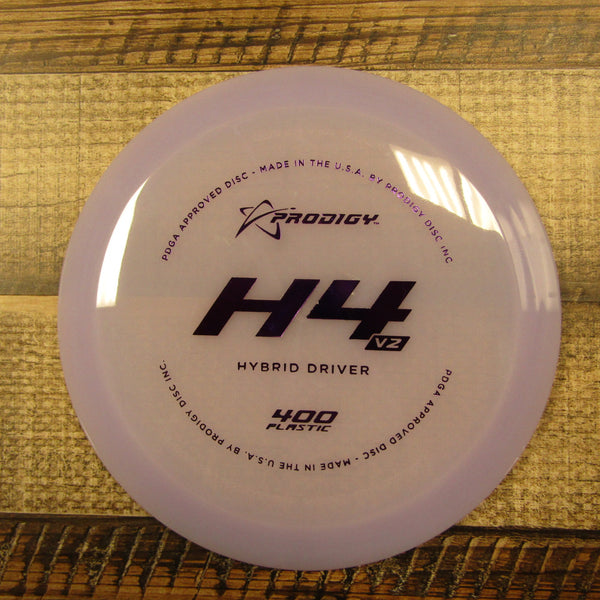 PDGA APPROVED DISC - MADE IN THE U.S.A. BY PRODIGY DISC INC
PRODIGY™
H4 V2
HYBRID DRIVER
400
PLASTIC
PDGA APPROVED DISC - MADE IN THE U.S.A. BY PRODIGY DISC INC.